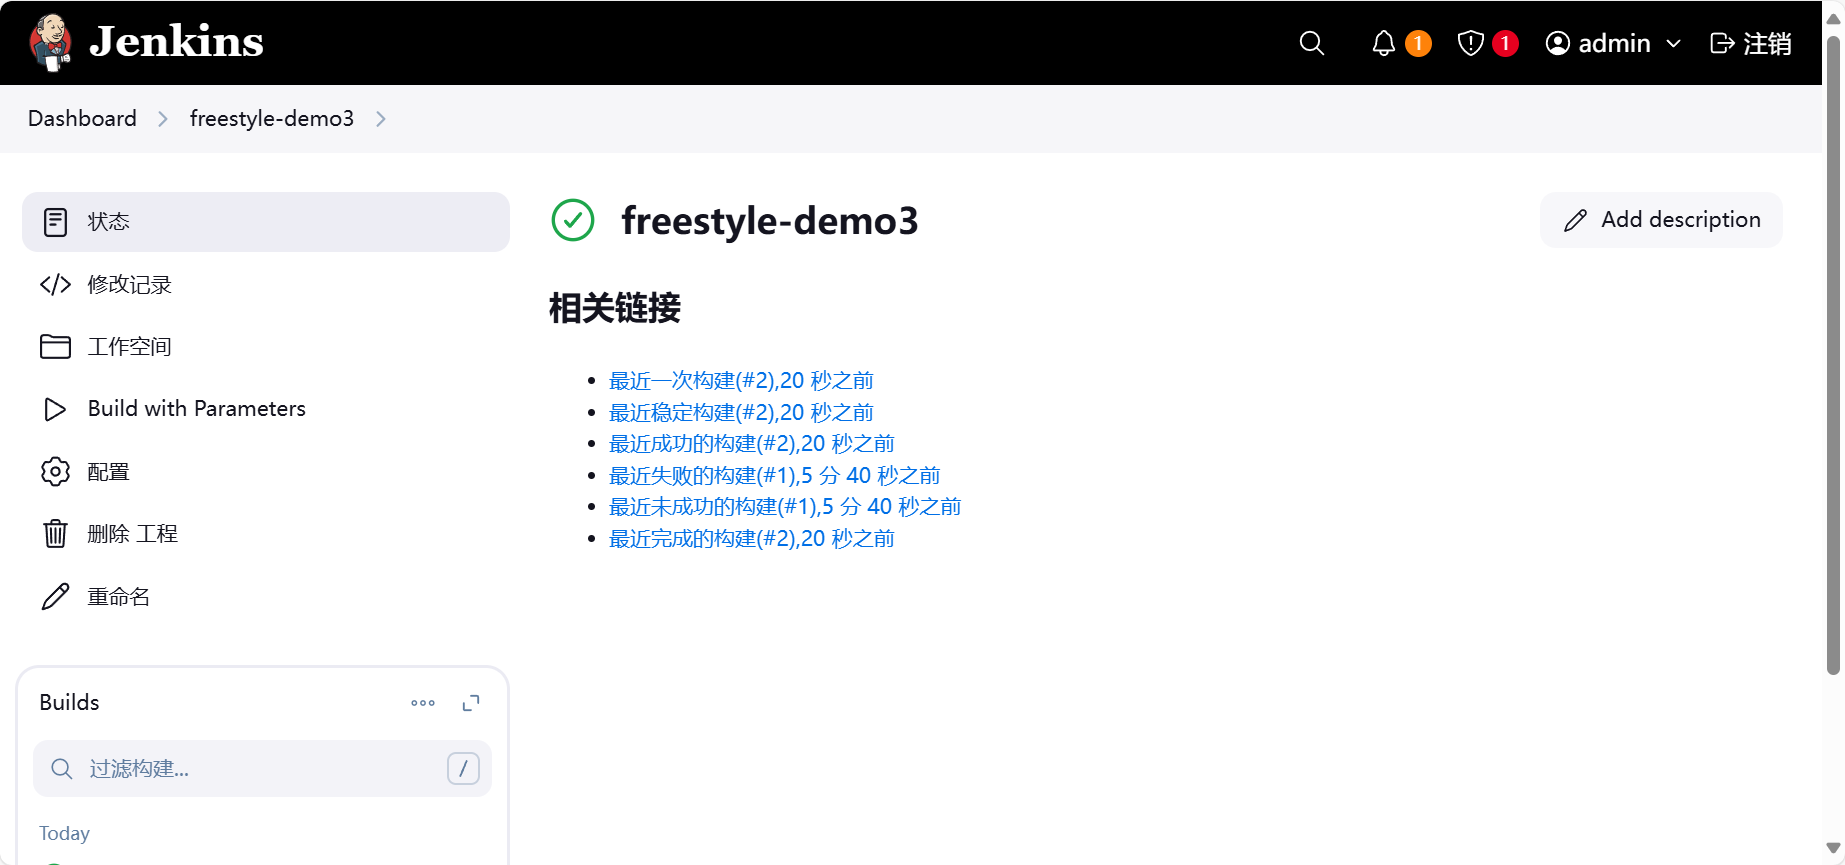 Jenkins
1
1
admin
注销
Dashboard
freestyle-demo3
状态
修改记录
工作空间
Build with Parameters
配置
删除 工程
重命名
Builds
过滤构建...
/
Today
freestyle-demo3
Add description
相关链接
最近一次构建(#2),20 秒之前
最近稳定构建(#2),20 秒之前
最近成功的构建(#2),20 秒之前
最近失败的构建(#1),5 分 40 秒之前
最近未成功的构建(#1),5 分 40 秒之前
最近完成的构建(#2),20 秒之前